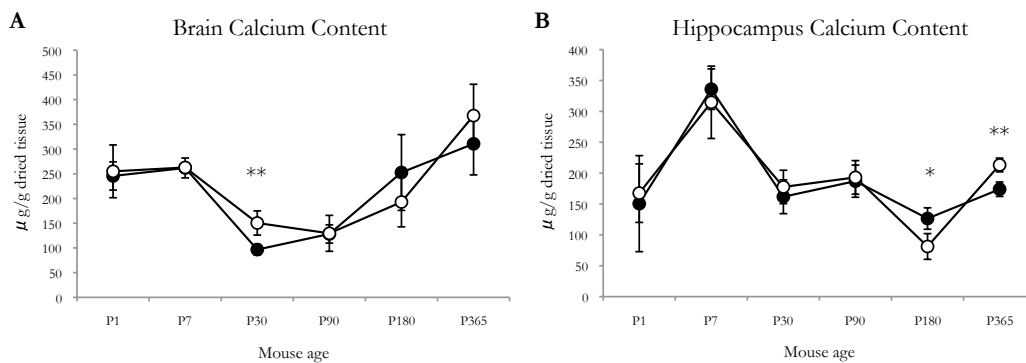 A
Brain Calcium Content
500
450
400
350
300
250
200
150
100
50
0
μg/g dried tissue
**
P1 P7 P30 P90 P180 P365
Mouse age
B
Hippocampus Calcium Content
400
350
300
250
200
150
100
50
0
μg/g dried tissue
*
**
P1 P7 P30 P90 P180 P365
Mouse age